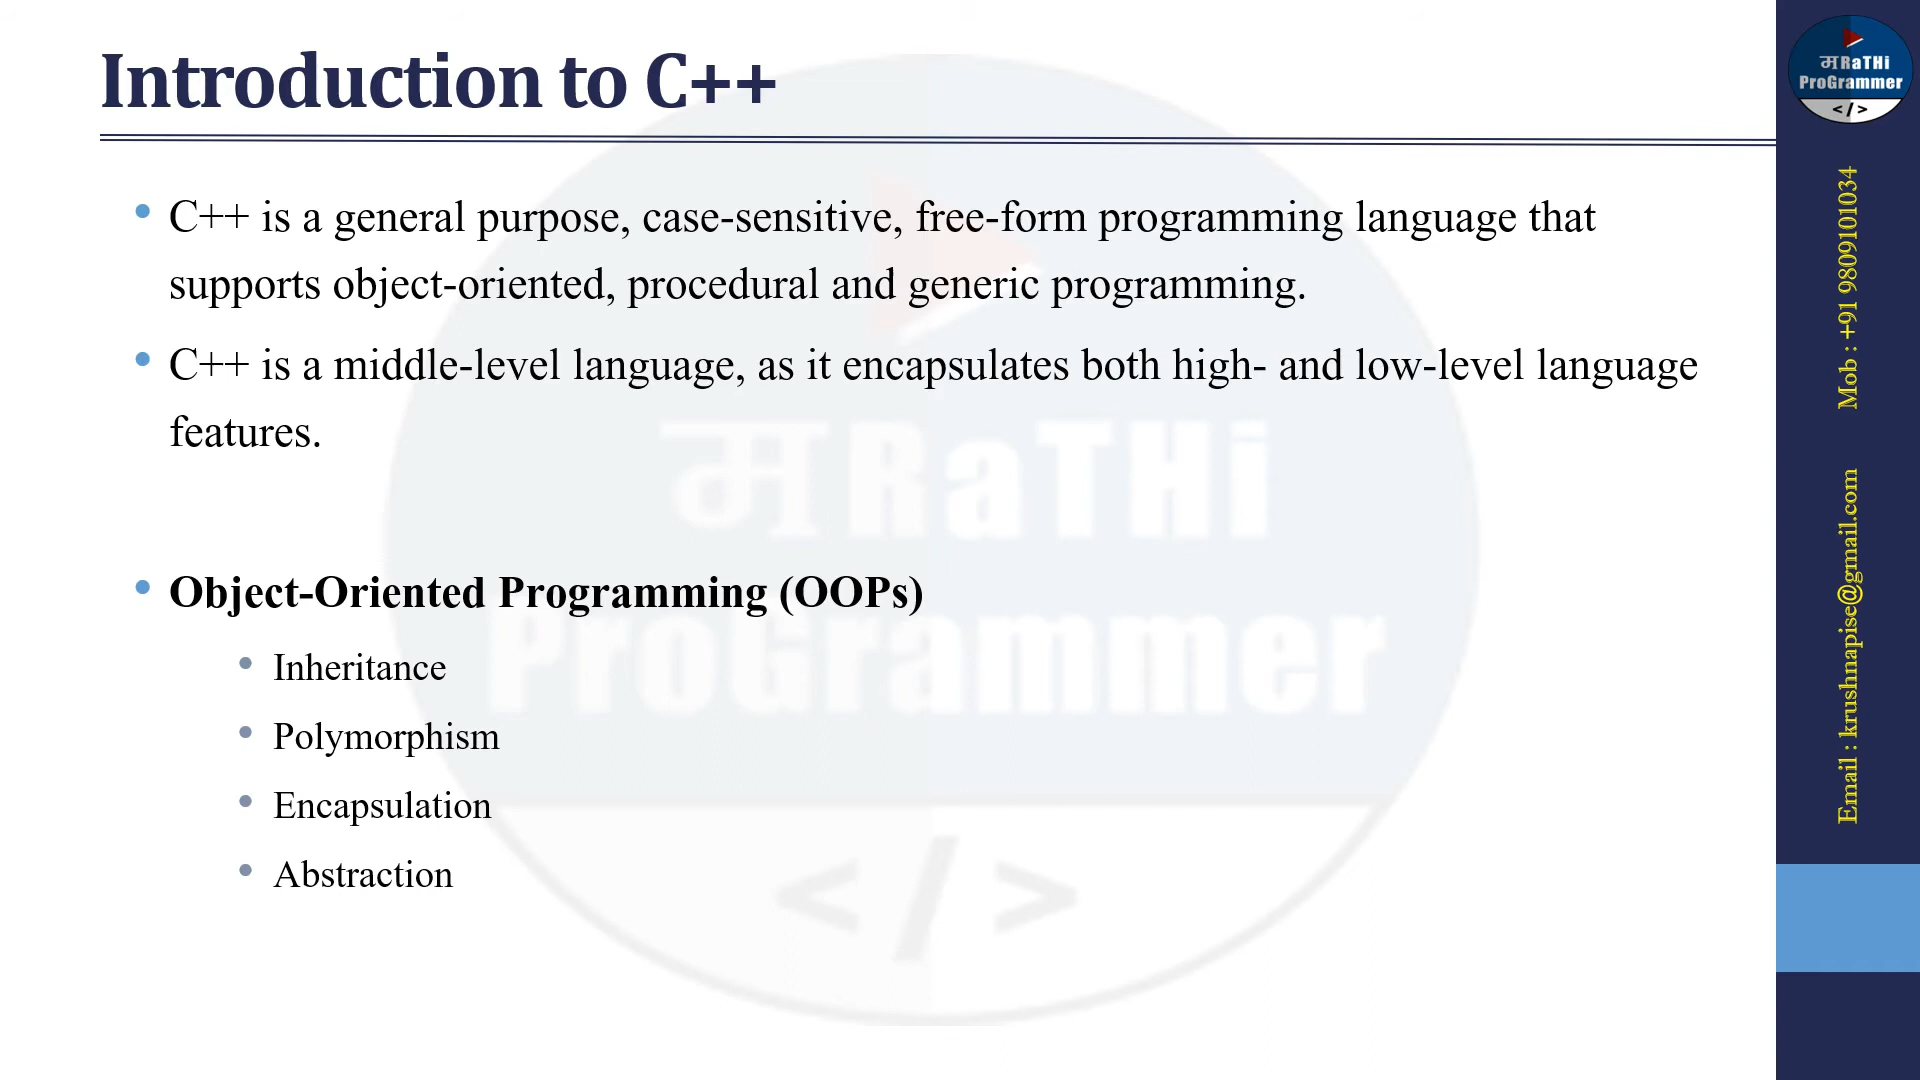 Introduction to C++
C++ is a general purpose, case-sensitive, free-form programming language that
supports object-oriented, procedural and generic programming.
C++ is a middle-level language, as it encapsulates both high- and low-level language
features.
Object-Oriented Programming (OOPs)
Inheritance
Polymorphism
Encapsulation
Abstraction
मRaTHi
ProGrammer
</>
मRaTHi
ProGrammer
</>
Mob : +91 9809101034
Email : krushnapise@gmail.com